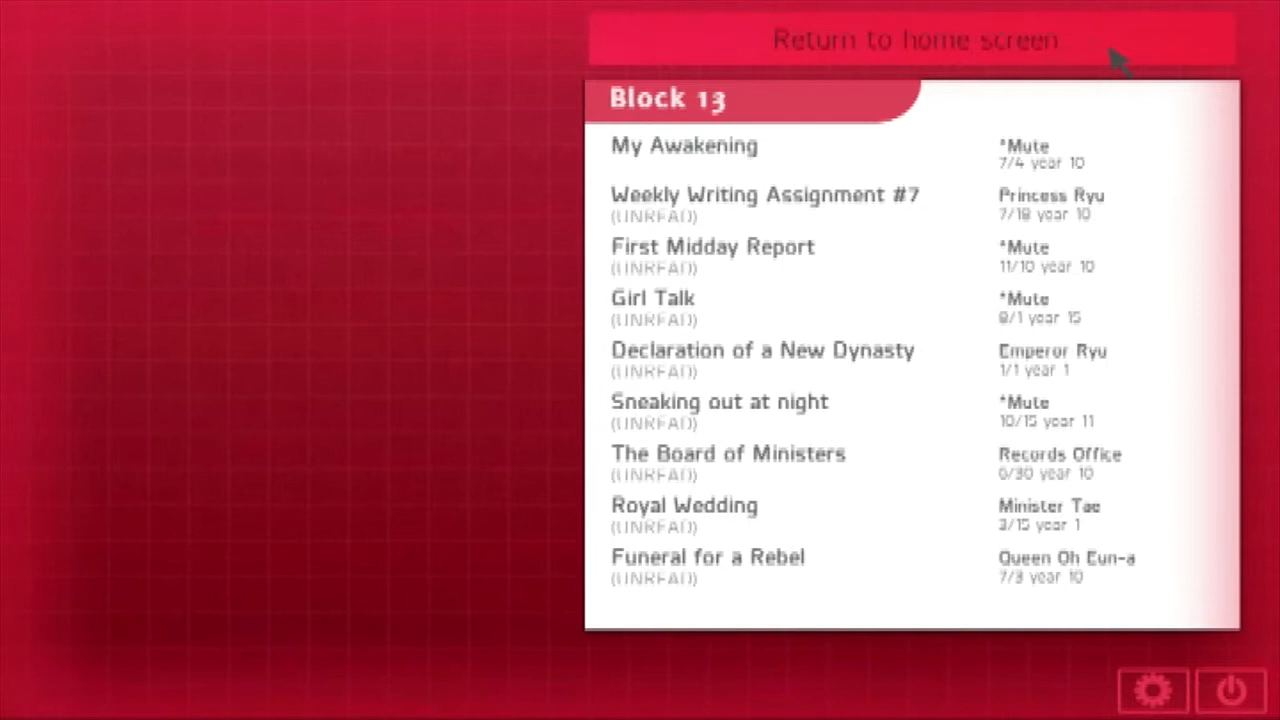 Return to home screen
Block 13
My Awakening
*Mute
7/4 year 10
Weekly Writing Assignment #7
(UNREAD)
Princess Ryu
7/18 year 10
First Midday Report
(UNREAD)
*Mute
11/10 year 10
Girl Talk
(UNREAD)
*Mute
8/1 year 15
Declaration of a New Dynasty
(UNREAD)
Emperor Ryu
1/1 year 1
Sneaking out at night
(UNREAD)
*Mute
10/15 year 11
The Board of Ministers
(UNREAD)
Records Office
6/30 year 10
Royal Wedding
(UNREAD)
Minister Tae
3/15 year 1
Funeral for a Rebel
(UNREAD)
Queen Oh Eun-a
7/3 year 10